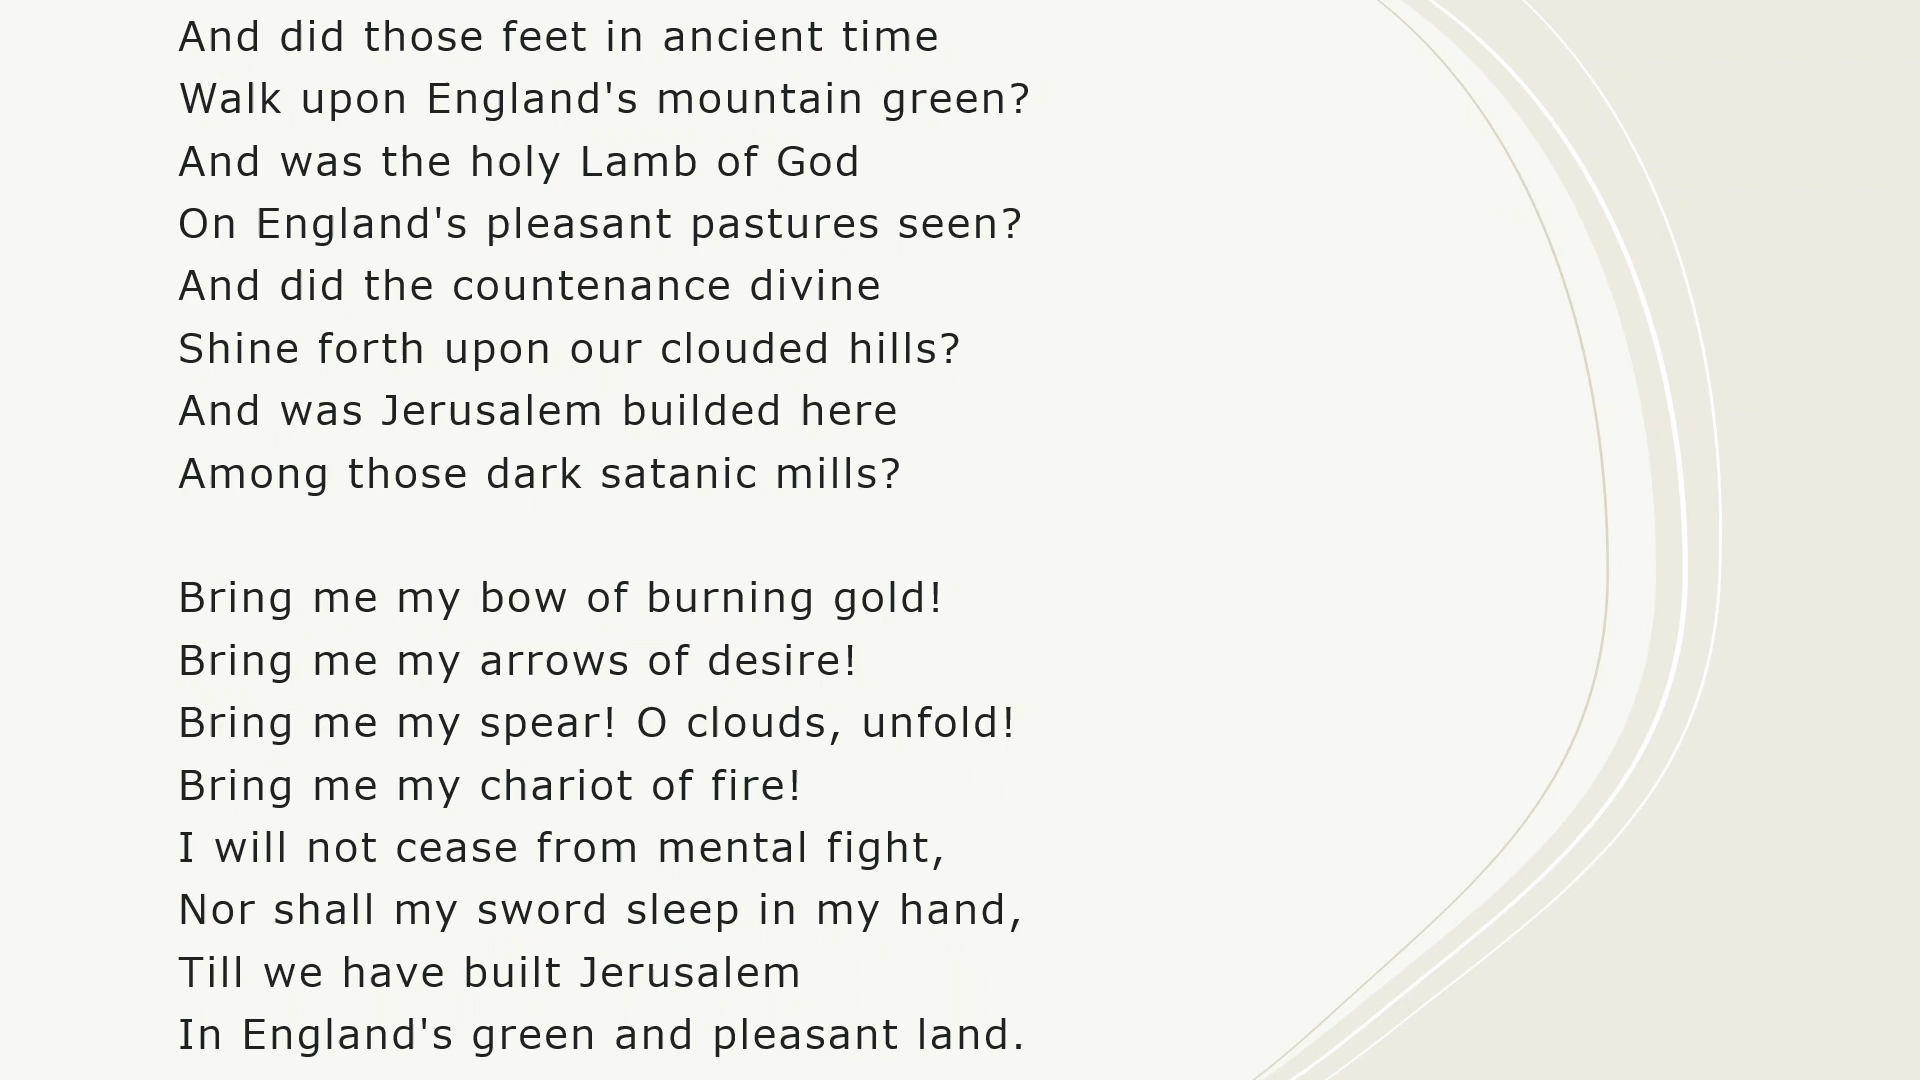 And did those feet in ancient time
Walk upon England's mountain green?
And was the holy Lamb of God
On England's pleasant pastures seen?
And did the countenance divine
Shine forth upon our clouded hills?
And was Jerusalem builded here
Among those dark satanic mills?

Bring me my bow of burning gold!
Bring me my arrows of desire!
Bring me my spear! O clouds, unfold!
Bring me my chariot of fire!
I will not cease from mental fight,
Nor shall my sword sleep in my hand,
Till we have built Jerusalem
In England's green and pleasant land.